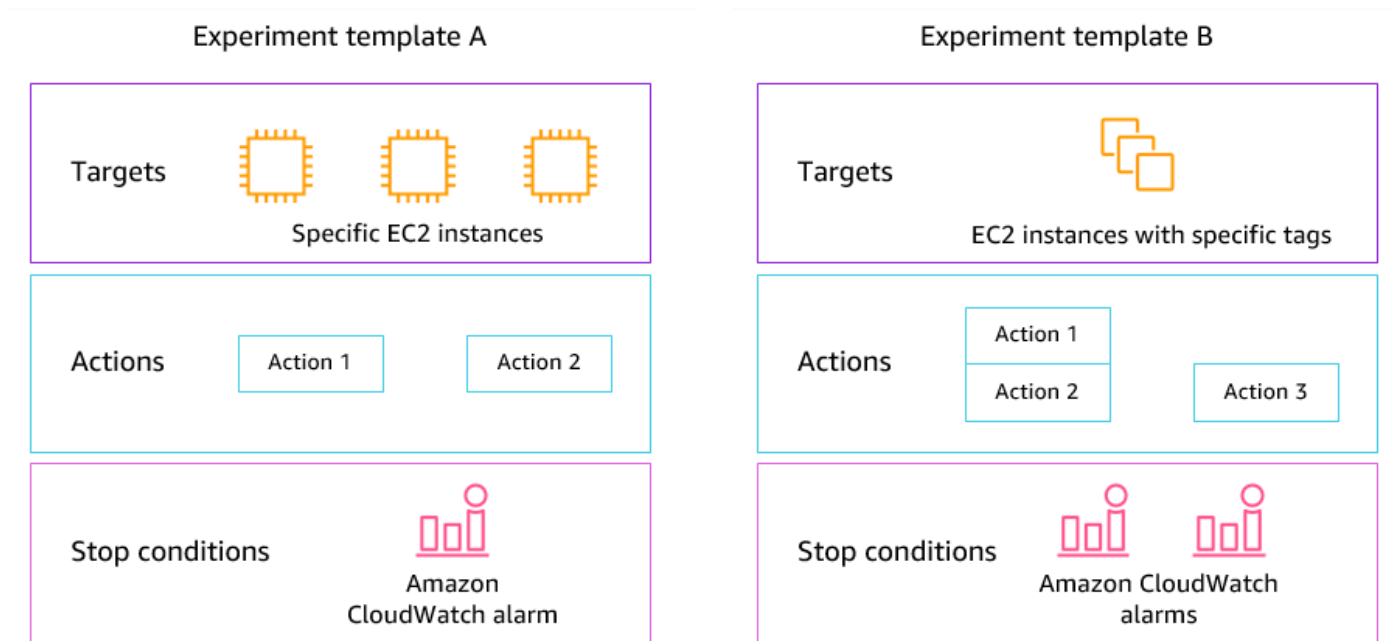 Experiment template A
Targets
Specific EC2 instances
Actions
Action 1
Action 2
Stop conditions
Amazon
CloudWatch alarm
Experiment template B
Targets
EC2 instances with specific tags
Actions
Action 1
Action 2
Action 3
Stop conditions
Amazon CloudWatch
alarms